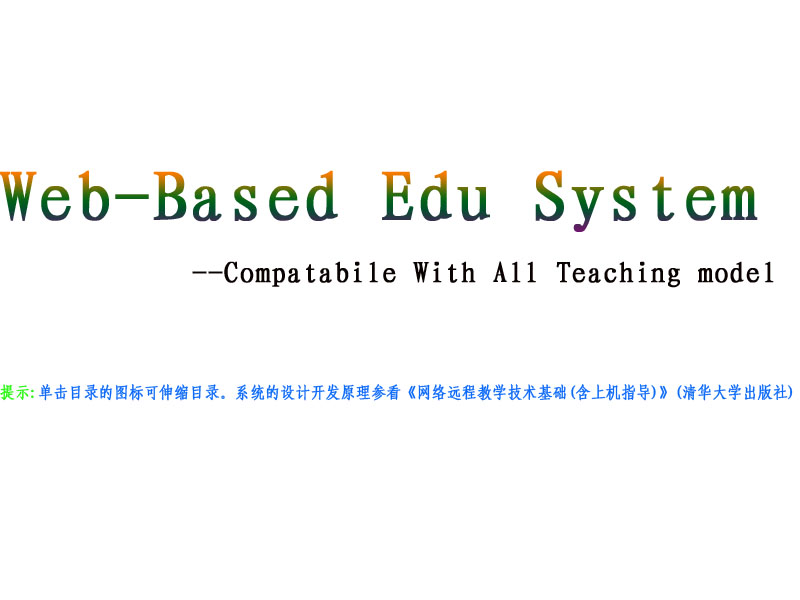 Web-Based Edu System
--Compatabile With All Teaching model
提示:单击目录的图标可伸缩目录。系统的设计开发原理参看《网络远程教学技术基础(含上机指导)》(清华大学出版社)